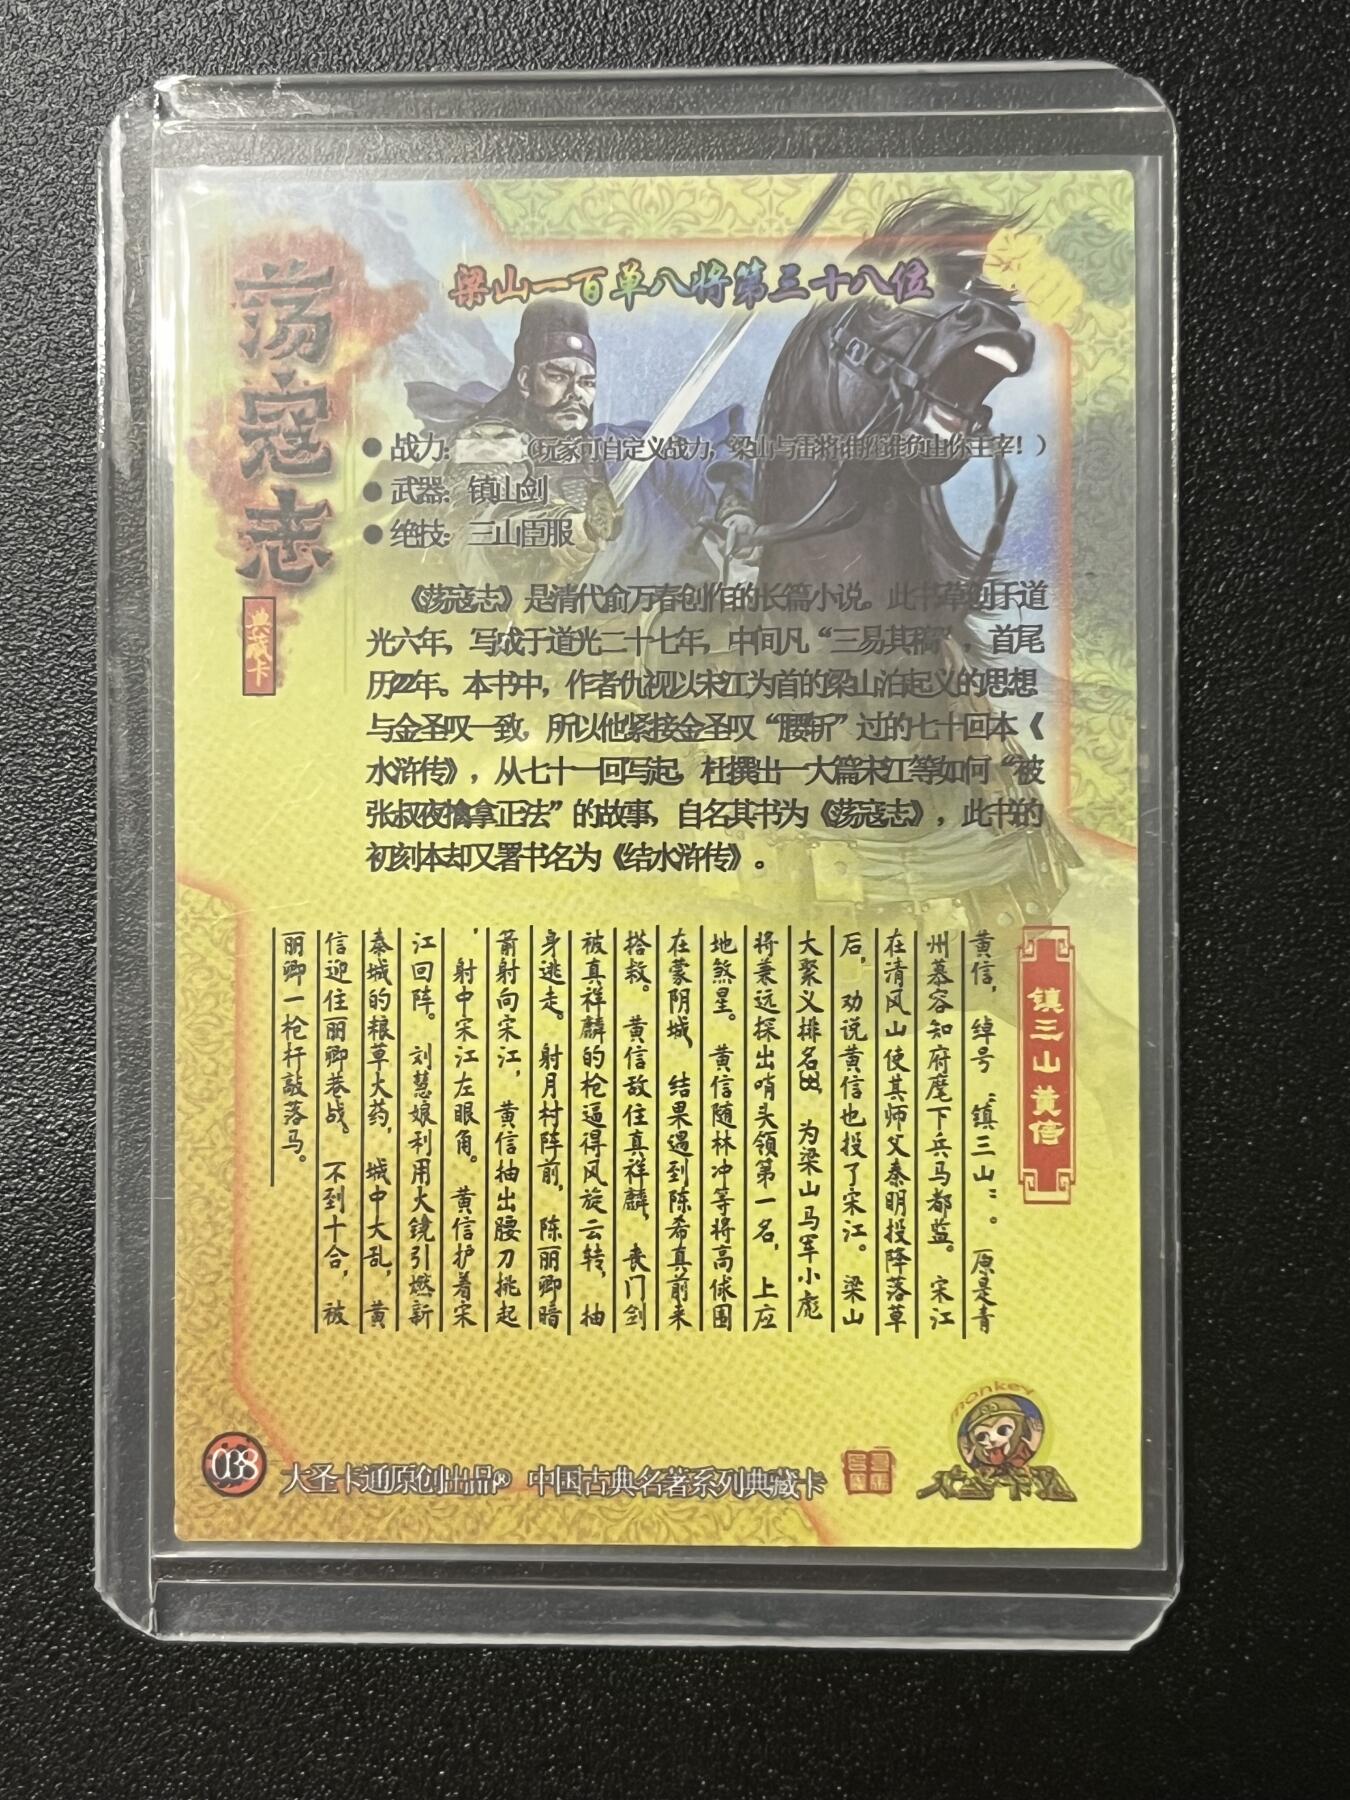 荡寇志
典藏卡
梁山一百单八将第三十八位
● 战力: (玩家可自定义战力，梁山与雷将谁胜谁负由你主宰！)
● 武器: 镇山剑
● 绝技: 三山臣服
《荡寇志》是清代俞万春创作的长篇小说。此书草创于道
光六年，写成于道光二十七年，中间凡“三易其稿”，首尾
历22年。本书中，作者仇视以宋江为首的梁山泊起义的思想
与金圣叹一致，所以他紧接金圣叹“腰斩”过的七十回本《
水浒传》，从七十一回写起，杜撰出一大篇宋江等如何“被
张叔夜擒拿正法”的故事，自名其书为《荡寇志》，此书的
初刻本却又署书名为《结水浒传》。
镇三山 黄信
黄信，绰号“镇三山”。原是青
州慕容知府麾下兵马都监。宋江
在清风山使其师父秦明投降落草
后，劝说黄信也投了宋江。梁山
大聚义排名38，为梁山马军小彪
将兼远探出哨头领第一名，上应
地煞星。黄信随林冲等将高俅围
在蒙阴城，结果遇到陈希真前来
搭救。黄信敌住真祥麟，丧门剑
被真祥麟的枪逼得风旋云转，抽
身逃走。射月村阵前，陈丽卿暗
箭射向宋江，黄信抽出腰刀挑起
，射中宋江左眼角。黄信护着宋
江回阵。刘慧娘利用火镜引燃新
泰城的粮草火药，城中大乱，黄
信迎住丽卿巷战。不到十合，被
丽卿一枪杆敲落马。
038
大圣卡通原创出品® 中国古典名著系列典藏卡
monkey
大圣卡通